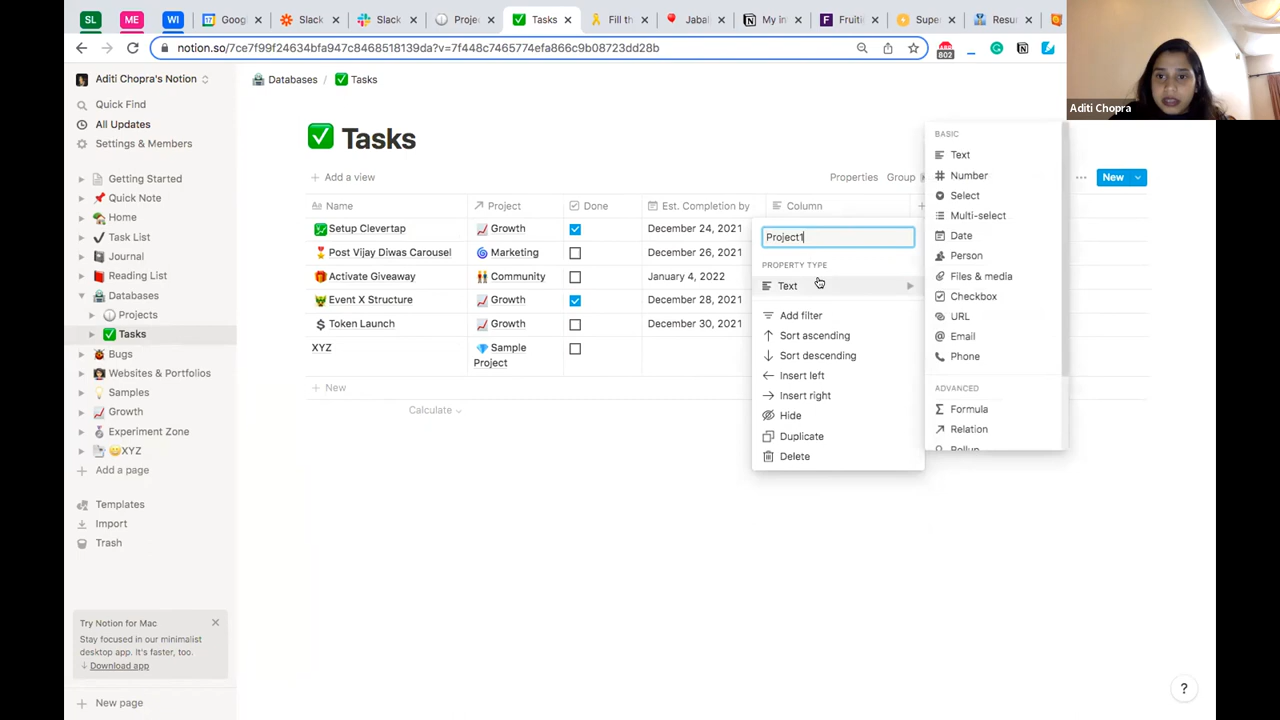 SL
ME
WI
Goog
Slack
Slack
Proje
Tasks
Fill th
Jabal
My in
Fruiti
Super
Resu
notion.so/7ce7f99f24634bfa947c8468518139da?v=7f448c7465774efa866c9b08723dd28b
802
Aditi Chopra
Aditi Chopra's Notion
Quick Find
All Updates
Settings & Members
Getting Started
Quick Note
Home
Task List
Journal
Reading List
Databases
Projects
Tasks
Bugs
Websites & Portfolios
Samples
Growth
Experiment Zone
XYZ
Add a page
Templates
Import
Trash
Try Notion for Mac
Stay focused in our minimalist
desktop app. It's faster, too.
Download app
New page
Databases / Tasks
Tasks
Add a view
Properties Group
New
Name Project Done Est. Completion by Column
Setup Clevertap Growth December 24, 2021
Post Vijay Diwas Carousel Marketing December 26, 2021
Activate Giveaway Community January 4, 2022
Event X Structure Growth December 28, 2021
Token Launch Growth December 30, 2021
XYZ Sample
Project
New
Calculate
Project1
PROPERTY TYPE
Text
Add filter
Sort ascending
Sort descending
Insert left
Insert right
Hide
Duplicate
Delete
BASIC
Text
Number
Select
Multi-select
Date
Person
Files & media
Checkbox
URL
Email
Phone
ADVANCED
Formula
Relation
Rollup
?